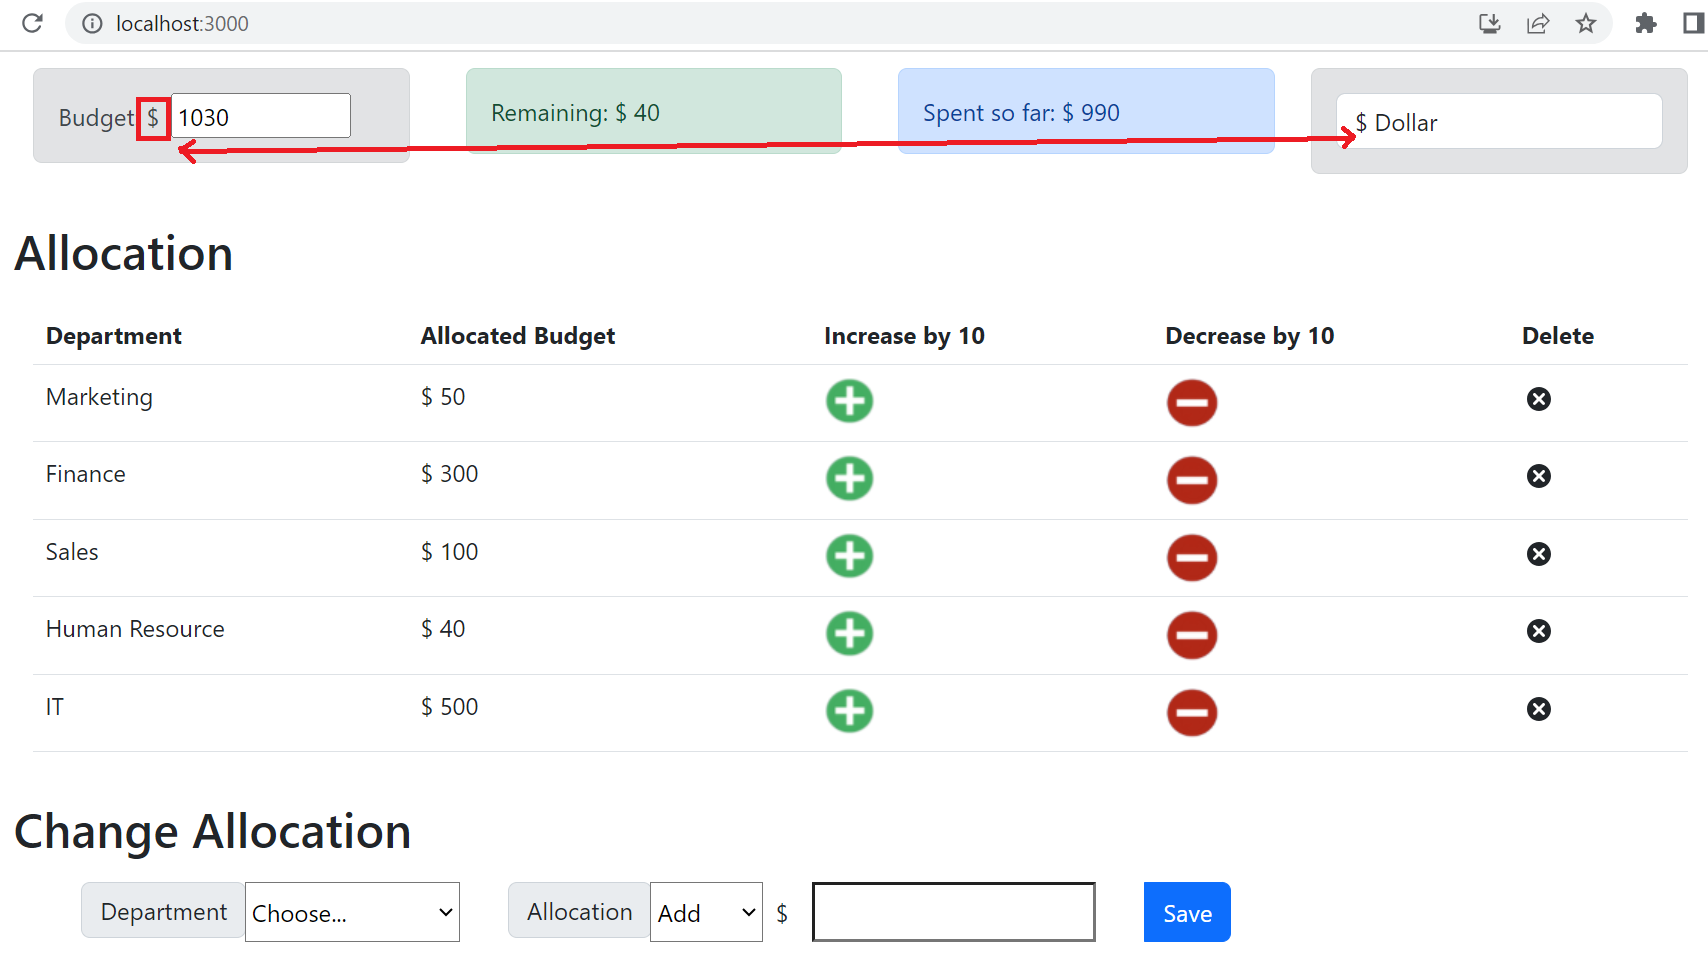 localhost:3000
Budget $ 1030
Remaining: $ 40
Spent so far: $ 990
$ Dollar
Allocation
Department Allocated Budget Increase by 10 Decrease by 10 Delete
Marketing $ 50
Finance $ 300
Sales $ 100
Human Resource $ 40
IT $ 500
Change Allocation
Department Choose... Allocation Add $ Save